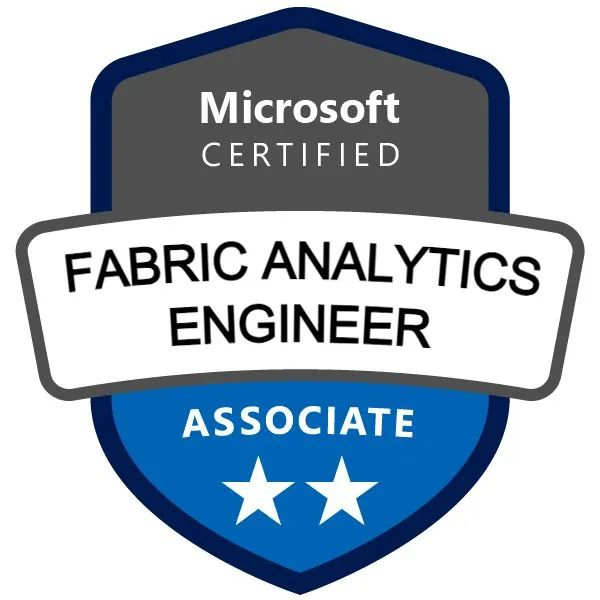 Microsoft
CERTIFIED
FABRIC ANALYTICS
ENGINEER
ASSOCIATE